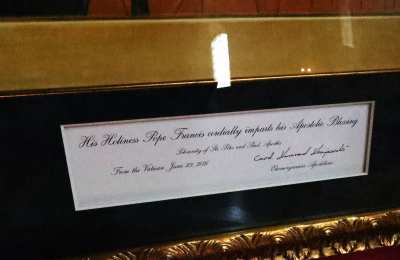 His Holiness Pope Francis cordially imparts his Apostolic Blessing
Solemnity of St. Peter and Paul, Apostles
From the Vatican, June 29, 2016
Elemosiniere Apostolico